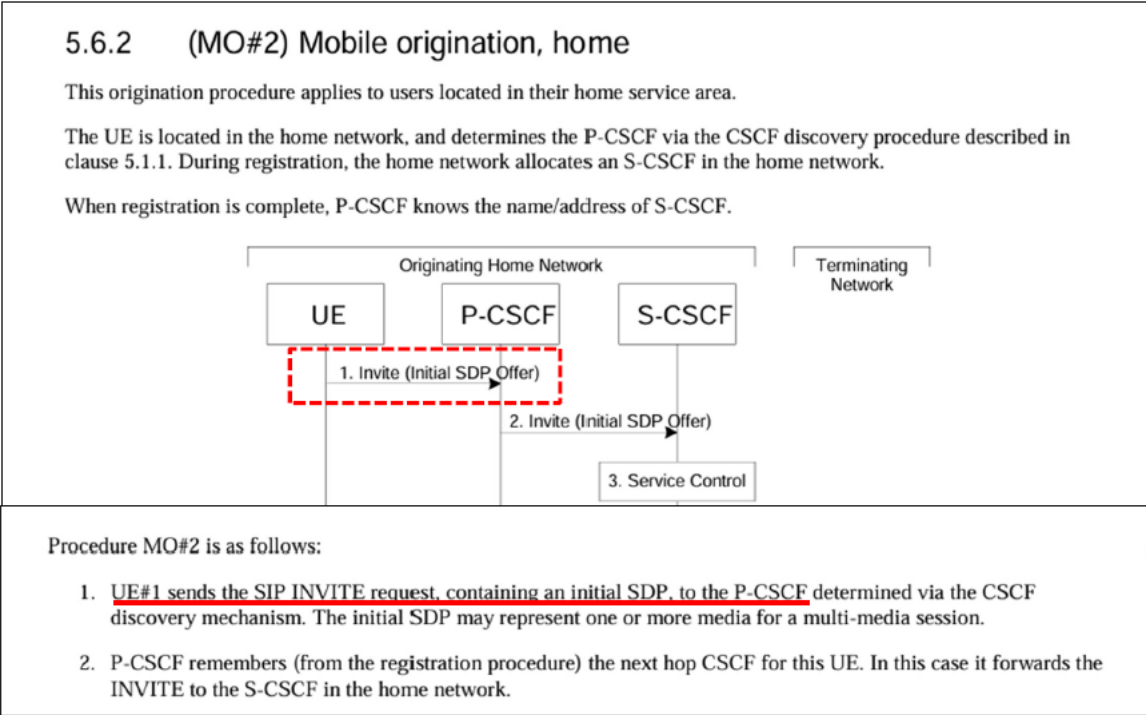 5.6.2 (MO#2) Mobile origination, home
This origination procedure applies to users located in their home service area.
The UE is located in the home network, and determines the P-CSCF via the CSCF discovery procedure described in
clause 5.1.1. During registration, the home network allocates an S-CSCF in the home network.
When registration is complete, P-CSCF knows the name/address of S-CSCF.
Originating Home Network
Terminating
Network
UE
P-CSCF
S-CSCF
1. Invite (Initial SDP Offer)
2. Invite (Initial SDP Offer)
3. Service Control
Procedure MO#2 is as follows:
1. UE#1 sends the SIP INVITE request, containing an initial SDP, to the P-CSCF determined via the CSCF
discovery mechanism. The initial SDP may represent one or more media for a multi-media session.
2. P-CSCF remembers (from the registration procedure) the next hop CSCF for this UE. In this case it forwards the
INVITE to the S-CSCF in the home network.